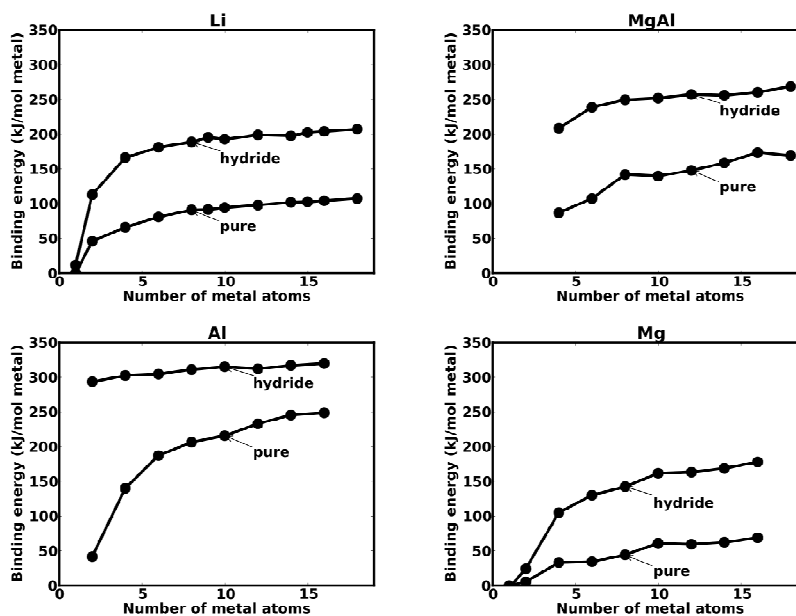 Li
350
300
250
200
150
100
50
0
Binding energy (kJ/mol metal)
hydride
pure
0 5 10 15
Number of metal atoms
MgAl
350
300
250
200
150
100
50
0
Binding energy (kJ/mol metal)
hydride
pure
0 5 10 15
Number of metal atoms
Al
350
300
250
200
150
100
50
0
Binding energy (kJ/mol metal)
hydride
pure
0 5 10 15
Number of metal atoms
Mg
350
300
250
200
150
100
50
0
Binding energy (kJ/mol metal)
hydride
pure
0 5 10 15
Number of metal atoms